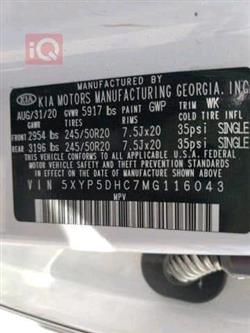 iQ
MANUFACTURED BY
KIA KIA MOTORS MANUFACTURING GEORGIA, INC
AUG/31/20 GVWR 5917 lbs PAINT GWP TRIM WK
GAWR TIRES RIMS COLD TIRE INFLATION
FRONT 2954 lbs 245/50R20 7.5Jx20 35psi SINGLE
REAR 3196 lbs 245/50R20 7.5Jx20 35psi SINGLE
THIS VEHICLE CONFORMS TO ALL APPLICABLE FEDERAL
MOTOR VEHICLE SAFETY AND THEFT PREVENTION STANDARDS
IN EFFECT ON THE DATE OF MANUFACTURE SHOWN ABOVE.
VIN 5XYP5DHC7MG116043
MPV